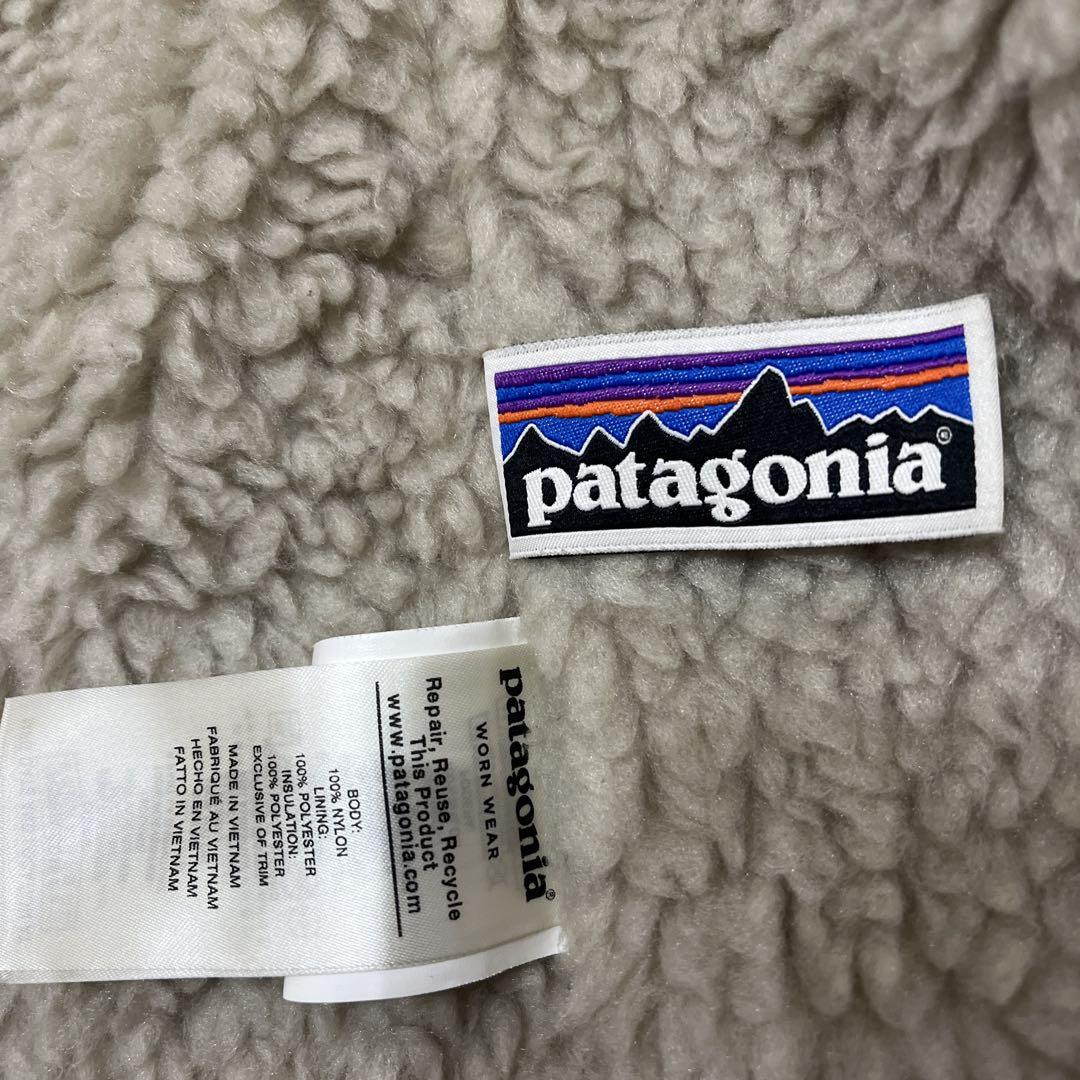 patagonia®
patagonia®
WORN WEAR
Repair, Reuse, Recycle
This Product
www.patagonia.com
BODY:
100% NYLON
LINING:
100% POLYESTER
INSULATION:
100% POLYESTER
EXCLUSIVE OF TRIM
MADE IN VIETNAM
FABRIQUÉ AU VIETNAM
HECHO EN VIETNAM
FATTO IN VIETNAM